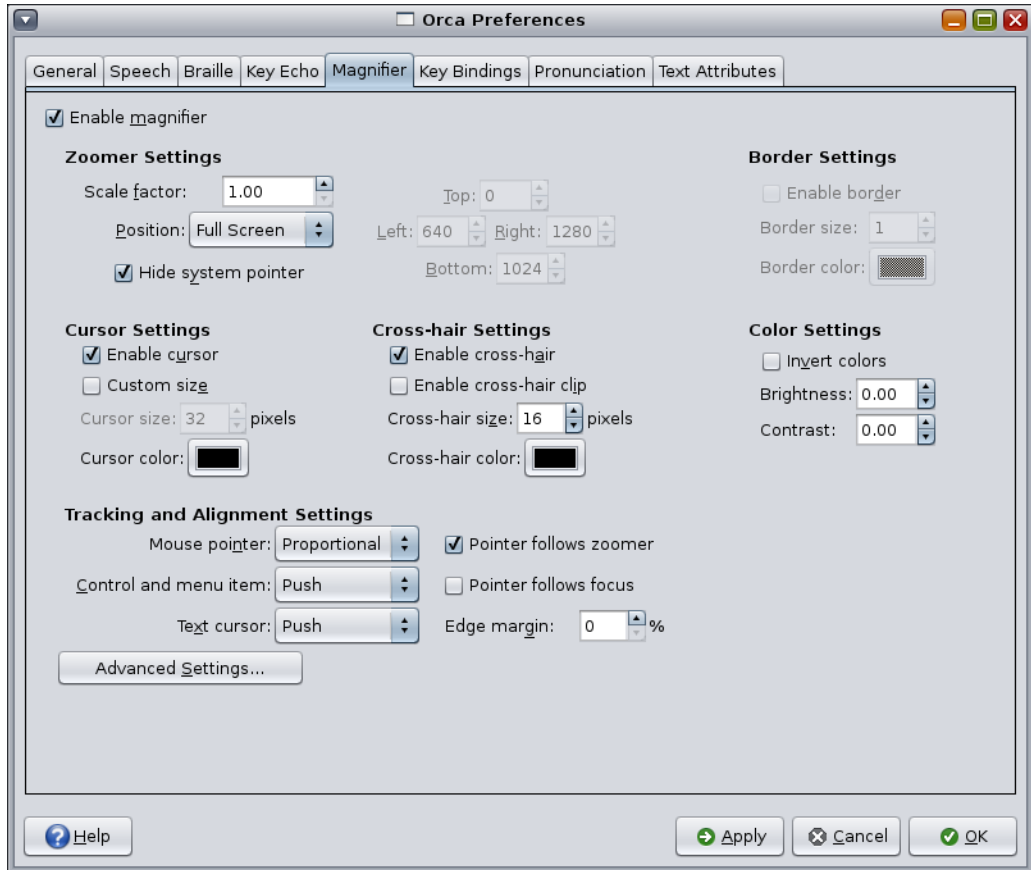 Orca Preferences
General Speech Braille Key Echo Magnifier Key Bindings Pronunciation Text Attributes
Enable magnifier
Zoomer Settings
Scale factor: 1.00
Position: Full Screen
Hide system pointer
Top: 0
Left: 640 Right: 1280
Bottom: 1024
Border Settings
Enable border
Border size: 1
Border color:
Cursor Settings
Enable cursor
Custom size
Cursor size: 32 pixels
Cursor color:
Cross-hair Settings
Enable cross-hair
Enable cross-hair clip
Cross-hair size: 16 pixels
Cross-hair color:
Color Settings
Invert colors
Brightness: 0.00
Contrast: 0.00
Tracking and Alignment Settings
Mouse pointer: Proportional Pointer follows zoomer
Control and menu item: Push Pointer follows focus
Text cursor: Push Edge margin: 0 %
Advanced Settings...
Help Apply Cancel OK